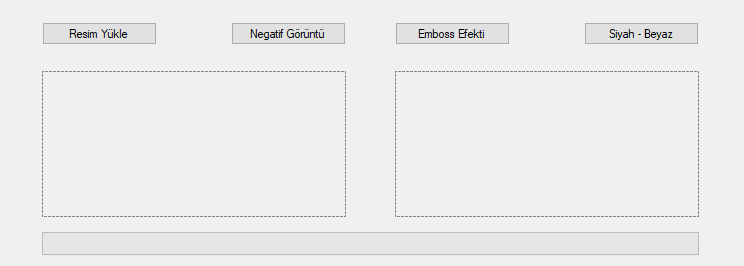 Resim Yükle
Negatif Görüntü
Emboss Efekti
Siyah - Beyaz